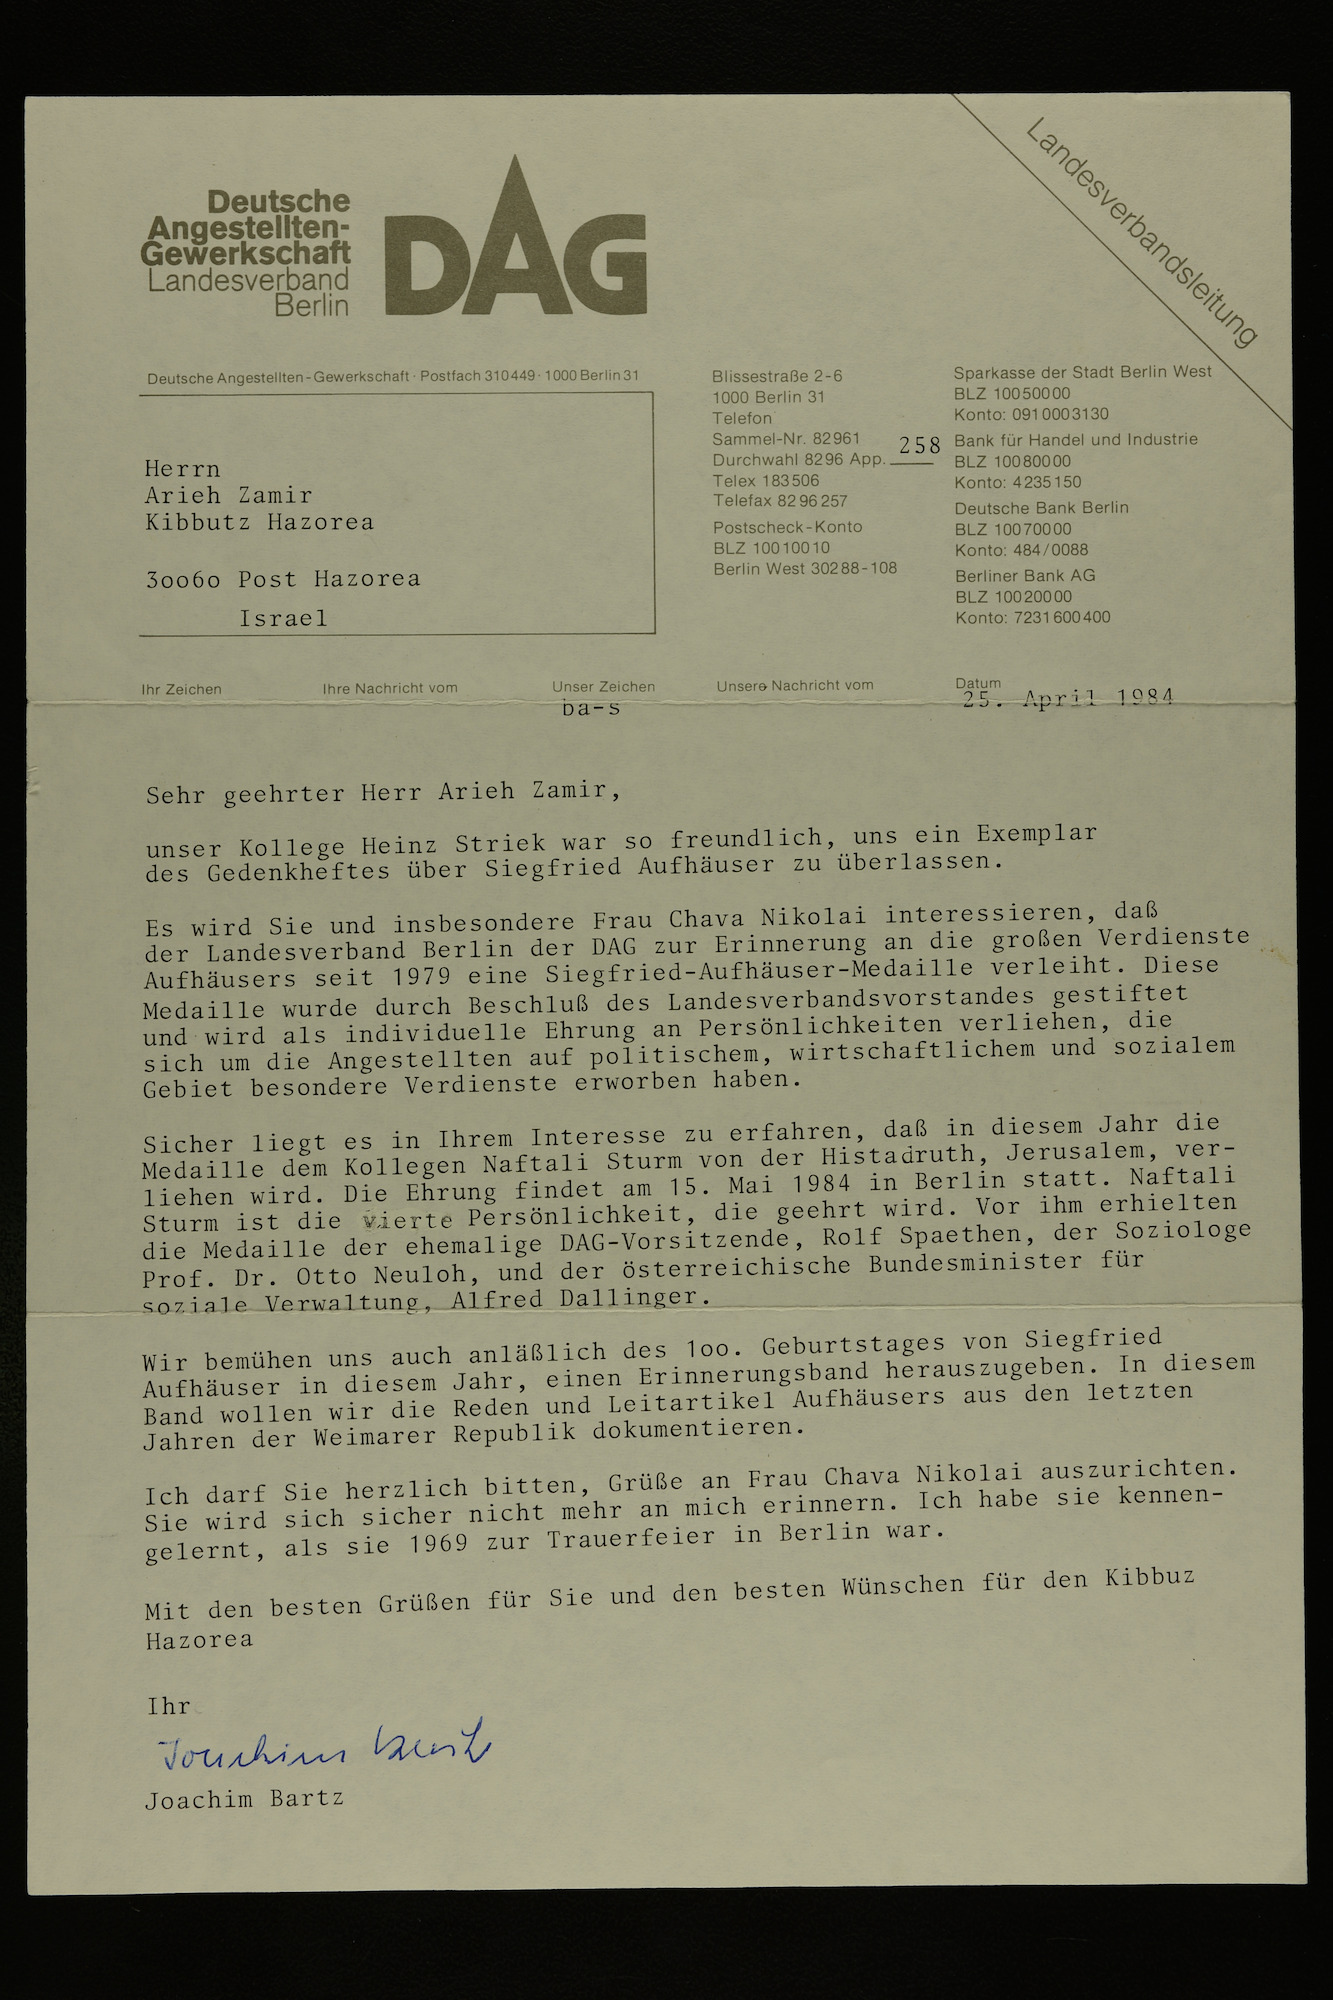 Landesverbandsleitung
Deutsche
Angestellten-
Gewerkschaft
Landesverband
Berlin
DAG
Deutsche Angestellten-Gewerkschaft · Postfach 310449 · 1000 Berlin 31
Herrn
Arieh Zamir
Kibbutz Hazorea
3oo6o Post Hazorea
Israel
Blissestraße 2-6
1000 Berlin 31
Telefon
Sammel-Nr. 82961
Durchwahl 8296 App. 258
Telex 183506
Telefax 8296257
Postscheck-Konto
BLZ 10010010
Berlin West 30288-108
Sparkasse der Stadt Berlin West
BLZ 10050000
Konto: 0910003130
Bank für Handel und Industrie
BLZ 10080000
Konto: 4235150
Deutsche Bank Berlin
BLZ 10070000
Konto: 484/0088
Berliner Bank AG
BLZ 10020000
Konto: 7231600400
Ihr Zeichen Ihre Nachricht vom Unser Zeichen Unsere Nachricht vom Datum
ba-s 25. April 1984
Sehr geehrter Herr Arieh Zamir,
unser Kollege Heinz Striek war so freundlich, uns ein Exemplar
des Gedenkheftes über Siegfried Aufhäuser zu überlassen.
Es wird Sie und insbesondere Frau Chava Nikolai interessieren, daß
der Landesverband Berlin der DAG zur Erinnerung an die großen Verdienste
Aufhäusers seit 1979 eine Siegfried-Aufhäuser-Medaille verleiht. Diese
Medaille wurde durch Beschluß des Landesverbandsvorstandes gestiftet
und wird als individuelle Ehrung an Persönlichkeiten verliehen, die
sich um die Angestellten auf politischem, wirtschaftlichem und sozialem
Gebiet besondere Verdienste erworben haben.
Sicher liegt es in Ihrem Interesse zu erfahren, daß in diesem Jahr die
Medaille dem Kollegen Naftali Sturm von der Histadruth, Jerusalem, ver-
liehen wird. Die Ehrung findet am 15. Mai 1984 in Berlin statt. Naftali
Sturm ist die vierte Persönlichkeit, die geehrt wird. Vor ihm erhielten
die Medaille der ehemalige DAG-Vorsitzende, Rolf Spaethen, der Soziologe
Prof. Dr. Otto Neuloh, und der österreichische Bundesminister für
soziale Verwaltung, Alfred Dallinger.
Wir bemühen uns auch anläßlich des 1oo. Geburtstages von Siegfried
Aufhäuser in diesem Jahr, einen Erinnerungsband herauszugeben. In diesem
Band wollen wir die Reden und Leitartikel Aufhäusers aus den letzten
Jahren der Weimarer Republik dokumentieren.
Ich darf Sie herzlich bitten, Grüße an Frau Chava Nikolai auszurichten.
Sie wird sich sicher nicht mehr an mich erinnern. Ich habe sie kennen-
gelernt, als sie 1969 zur Trauerfeier in Berlin war.
Mit den besten Grüßen für Sie und den besten Wünschen für den Kibbuz
Hazorea
Ihr
Joachim Bartz
Joachim Bartz